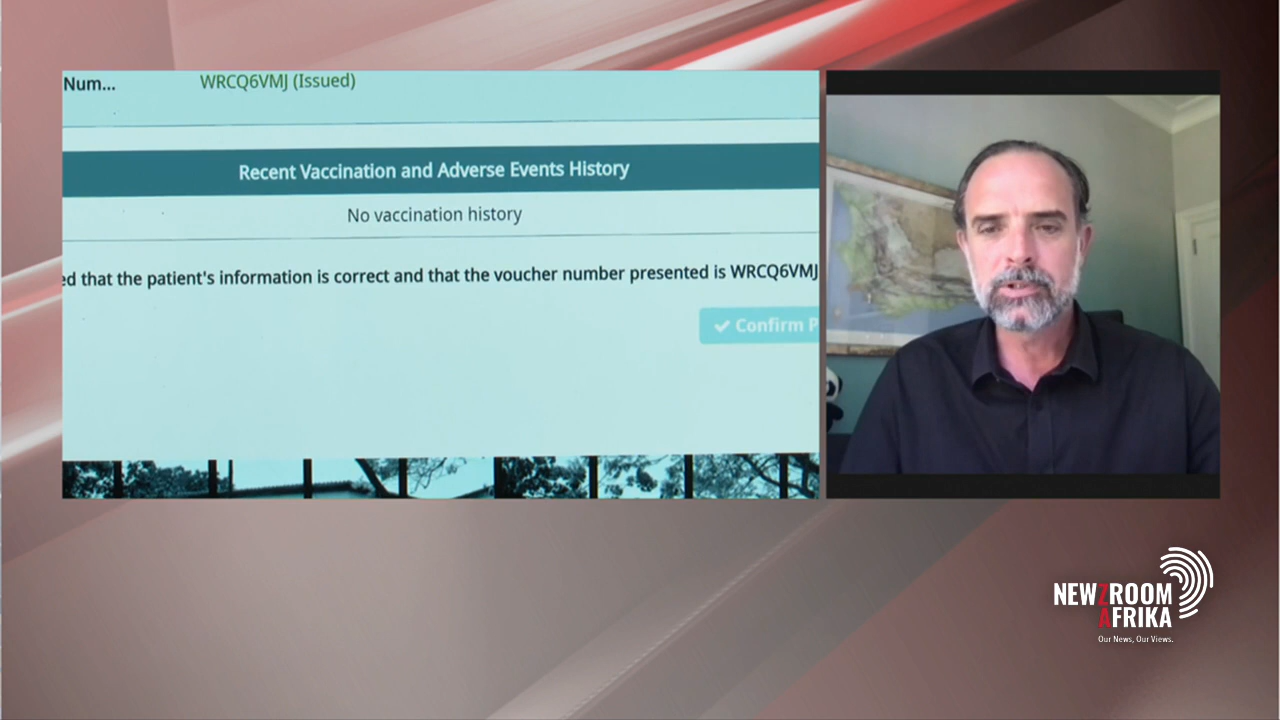 Num...
WRCQ6VMJ (Issued)
Recent Vaccination and Adverse Events History
No vaccination history
ed that the patient's information is correct and that the voucher number presented is WRCQ6VMJ
✔ Confirm P
NEWZROOM
AFRIKA
Our News, Our Views.